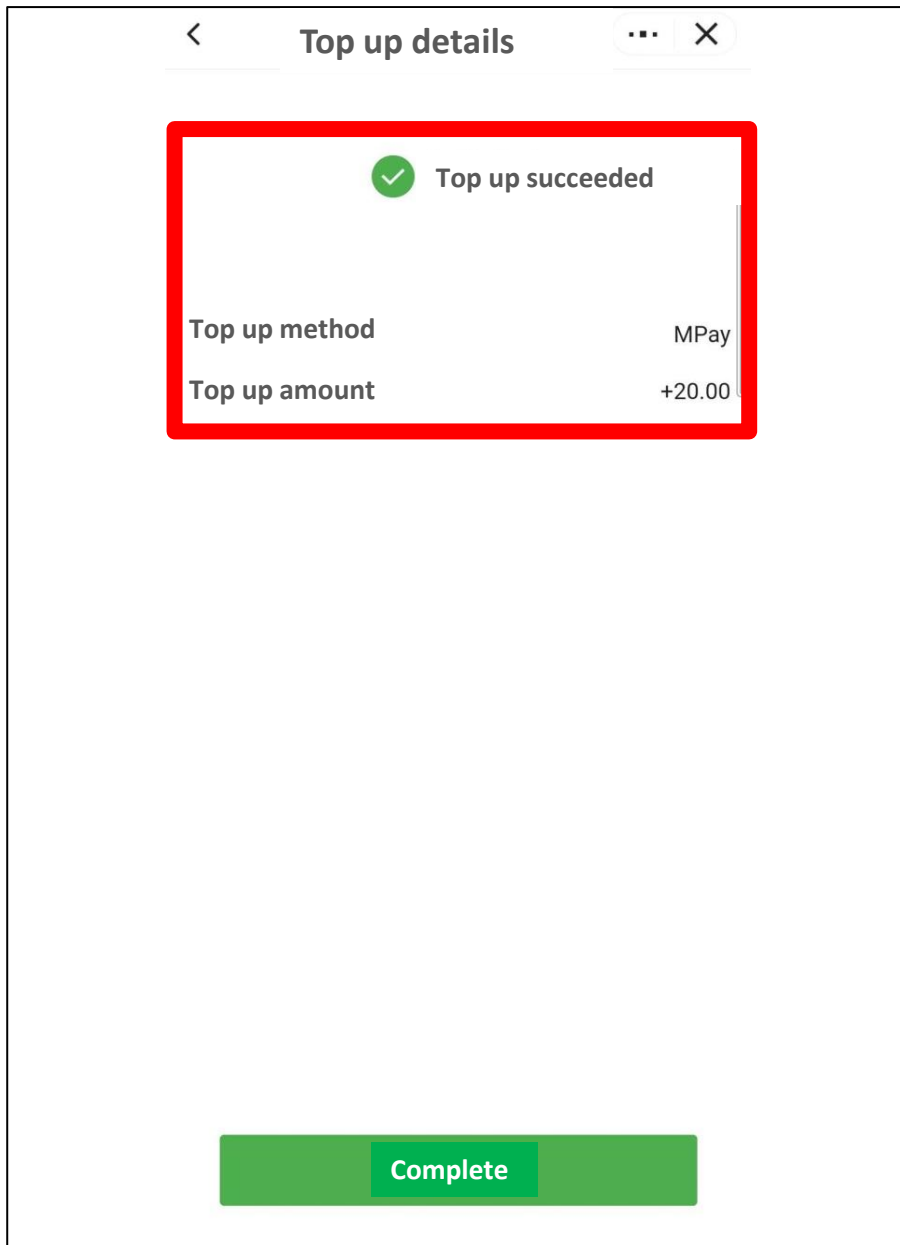 Top up details
Top up succeeded
Top up method MPay
Top up amount +20.00
Complete